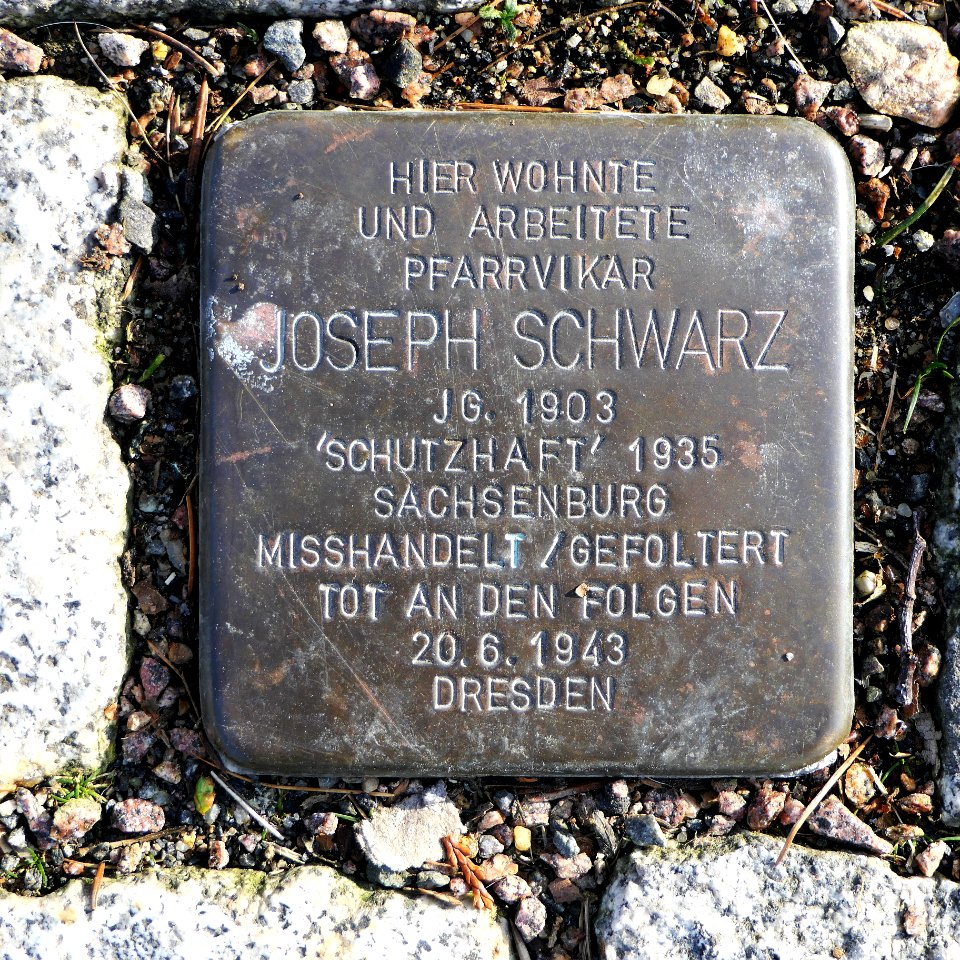 HIER WOHNTE
UND ARBEITETE
PFARRVIKAR
JOSEPH SCHWARZ
JG. 1903
'SCHUTZHAFT' 1935
SACHSENBURG
MISSHANDELT / GEFOLTERT
TOT AN DEN FOLGEN
20.6.1943
DRESDEN